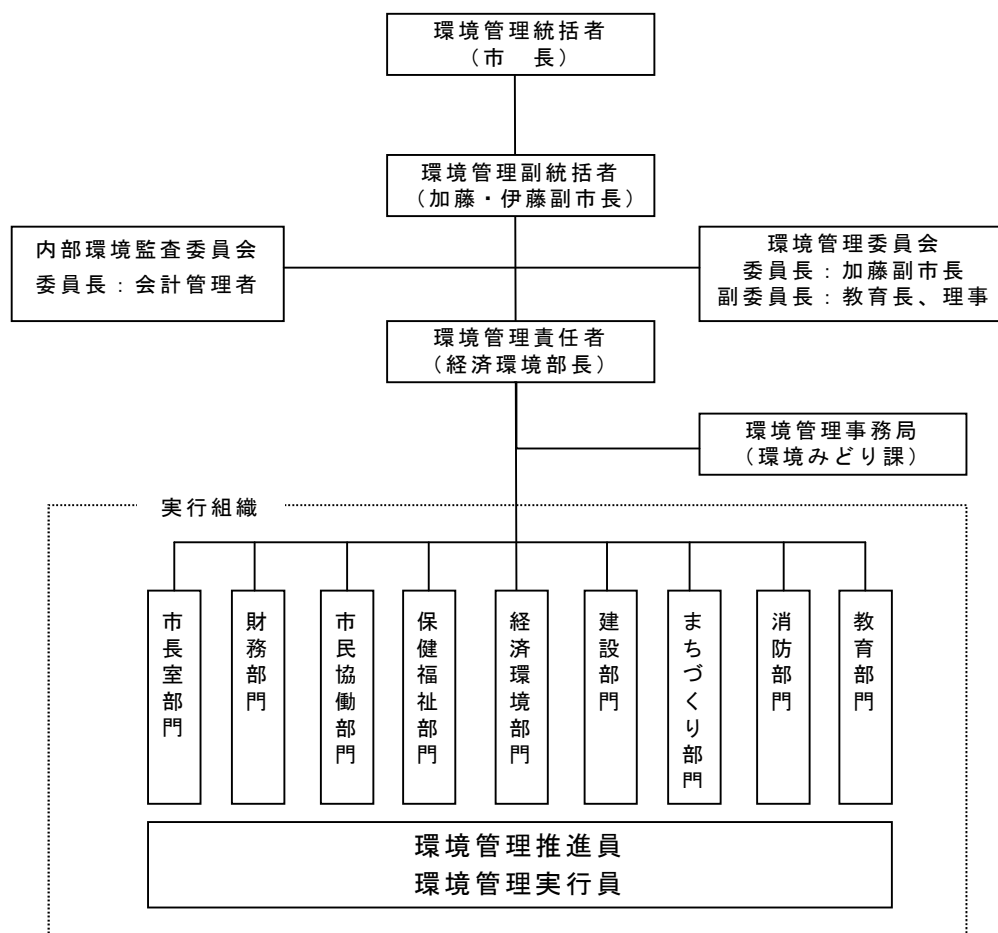 環境管理統括者
（市　長）
環境管理副統括者
（加藤・伊藤副市長）
内部環境監査委員会
委員長：会計管理者
環境管理委員会
委員長：加藤副市長
副委員長：教育長、理事
環境管理責任者
（経済環境部長）
環境管理事務局
（環境みどり課）
実行組織
市長室部門
財務部門
市民協働部門
保健福祉部門
経済環境部門
建設部門
まちづくり部門
消防部門
教育部門
環境管理推進員
環境管理実行員